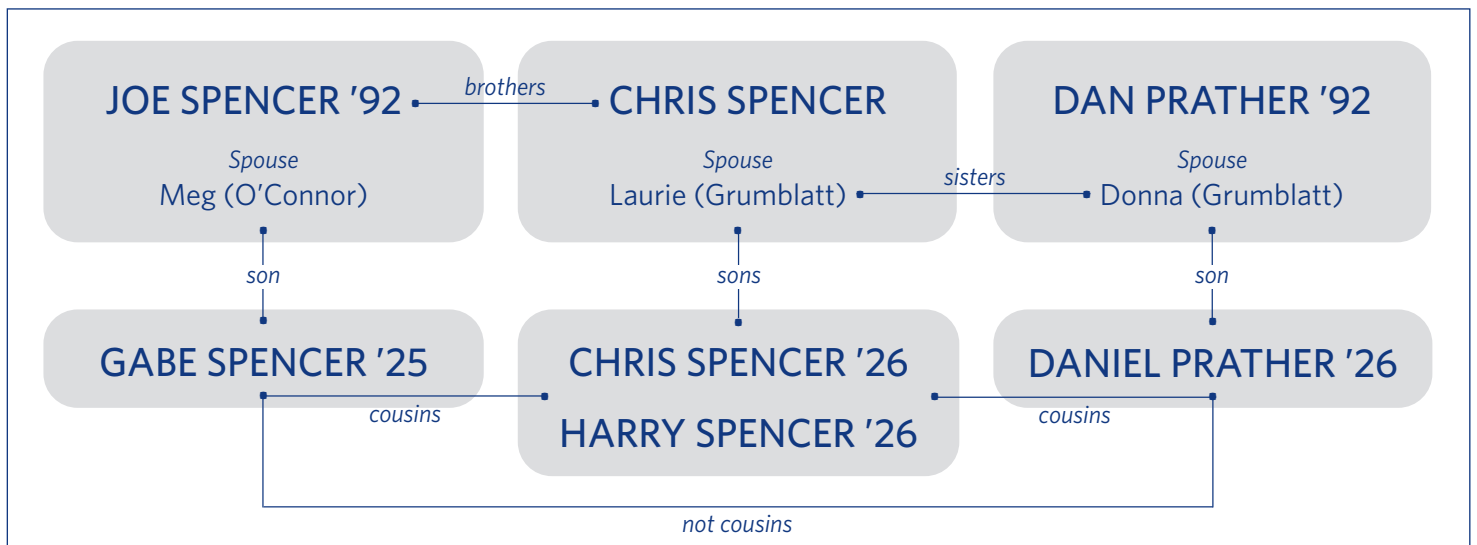 JOE SPENCER ’92
brothers
CHRIS SPENCER
DAN PRATHER ’92
Spouse
Meg (O’Connor)
Spouse
Laurie (Grumblatt)
sisters
Spouse
Donna (Grumblatt)
son
sons
son
GABE SPENCER ’25
CHRIS SPENCER ’26
HARRY SPENCER ’26
DANIEL PRATHER ’26
cousins
cousins
not cousins